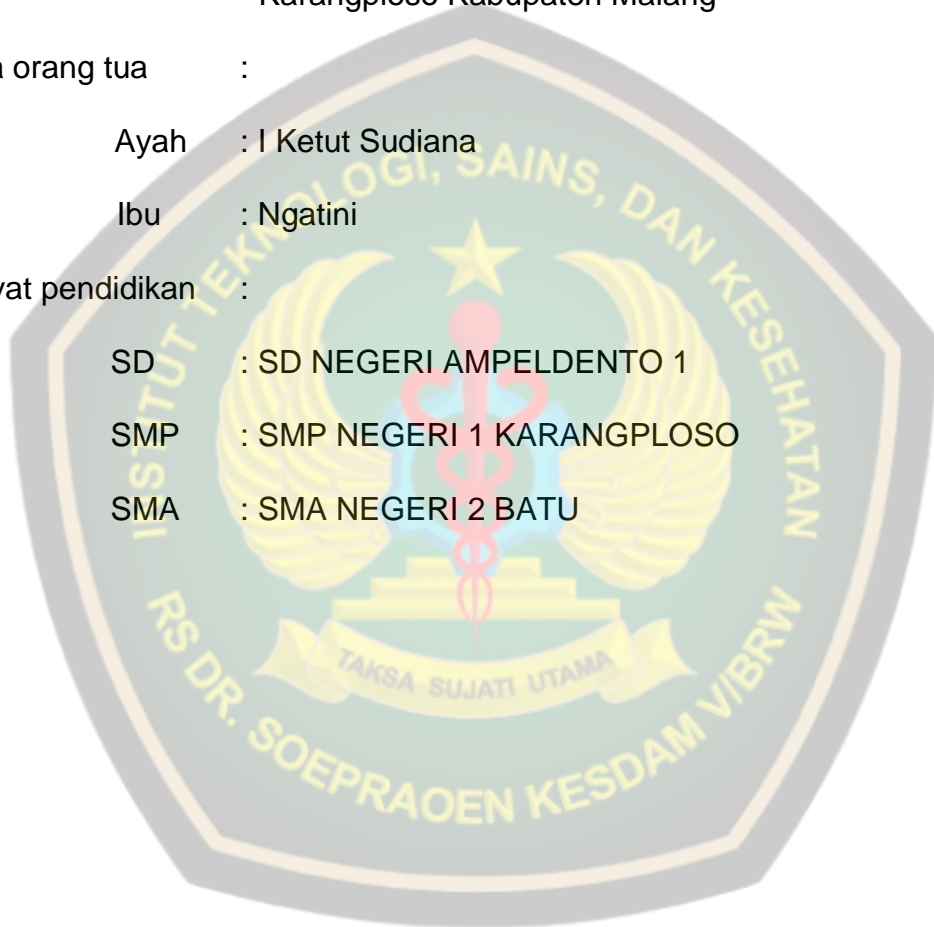 Karangploso Kabupaten Malang
a orang tua :
Ayah : I Ketut Sudiana
Ibu : Ngatini
yat pendidikan :
SD : SD NEGERI AMPELDENTO 1
SMP : SMP NEGERI 1 KARANGPLOSO
SMA : SMA NEGERI 2 BATU
INSTITUT TEKNOLOGI, SAINS, DAN KESEHATAN
TAKSA SUJATI UTAMA
RS DR. SOEPRAOEN KESDAM V/BRW